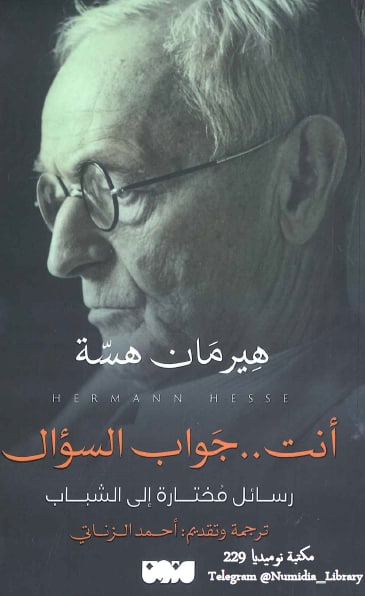 هِيرمَان هسّة
HERMANN HESSE
أنت..جَواب السؤال
رسائل مُختارة إلى الشباب
ترجمة وتقديم: أحمد الزناتي
مكتبة نوميديا 229
Telegram @Numidia_Library